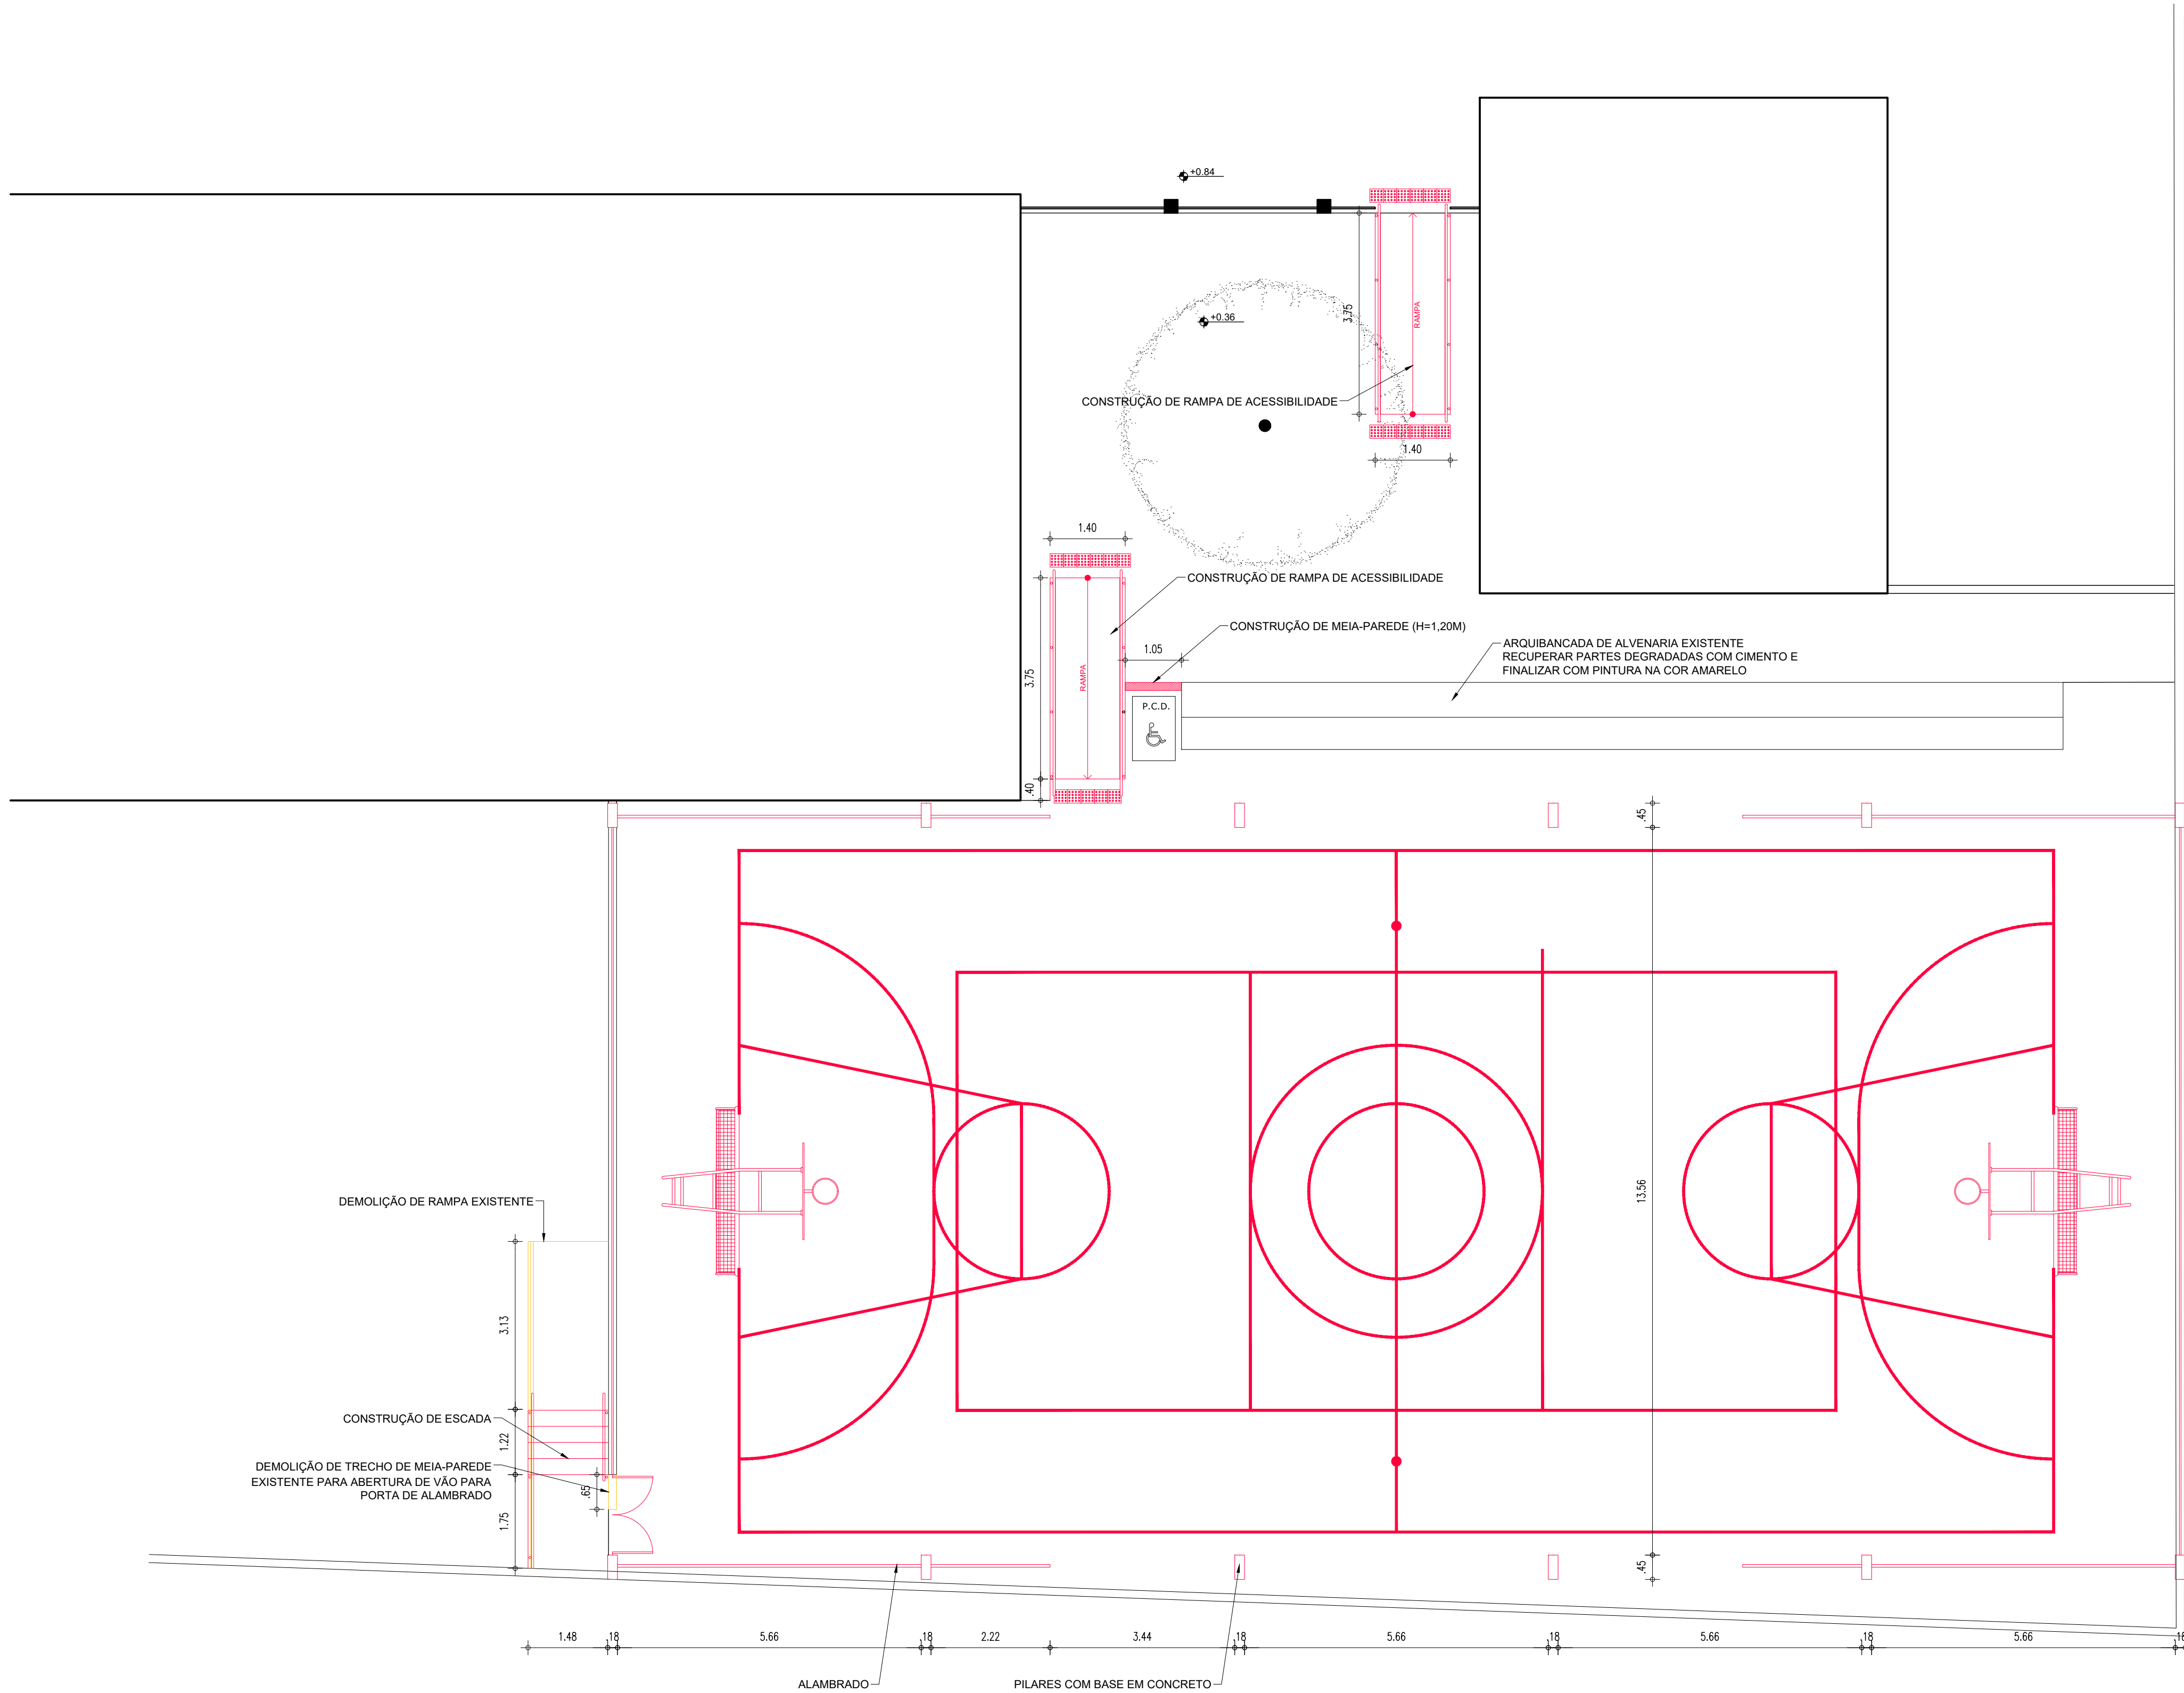 +0.84
+0.36
3.75
RAMPA
CONSTRUÇÃO DE RAMPA DE ACESSIBILIDADE
1.40
1.40
CONSTRUÇÃO DE RAMPA DE ACESSIBILIDADE
CONSTRUÇÃO DE MEIA-PAREDE (H=1,20M)
ARQUIBANCADA DE ALVENARIA EXISTENTE
RECUPERAR PARTES DEGRADADAS COM CIMENTO E
FINALIZAR COM PINTURA NA COR AMARELO
1.05
3.75
RAMPA
P.C.D.
.40
.45
13.56
DEMOLIÇÃO DE RAMPA EXISTENTE
3.13
CONSTRUÇÃO DE ESCADA
1.22
DEMOLIÇÃO DE TRECHO DE MEIA-PAREDE
EXISTENTE PARA ABERTURA DE VÃO PARA
PORTA DE ALAMBRADO
.65
1.75
.45
1.48 .18 5.66 .18 2.22 3.44 .18 5.66 .18 5.66 .18 5.66 .18
ALAMBRADO
PILARES COM BASE EM CONCRETO